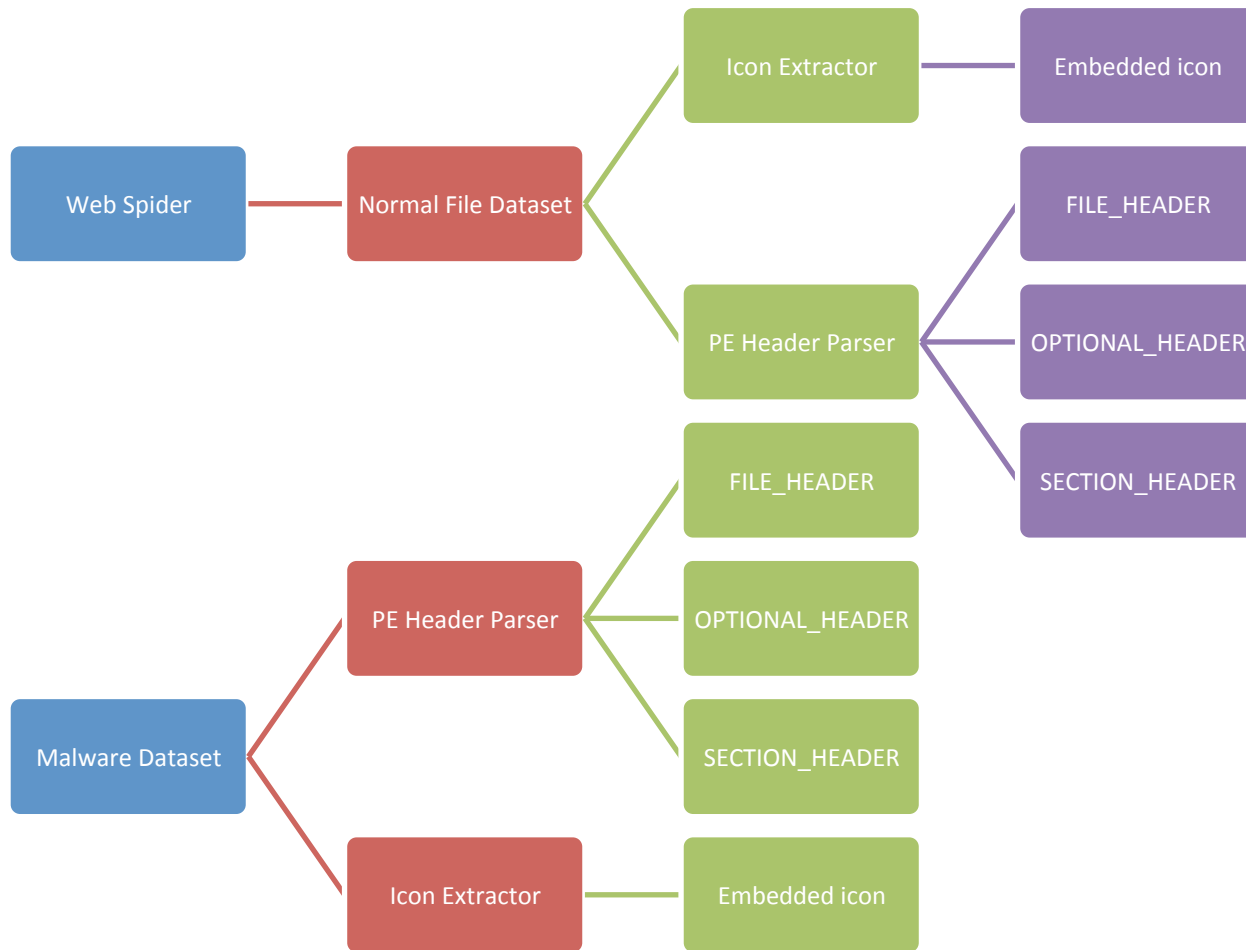 Icon Extractor
Embedded icon
Web Spider
Normal File Dataset
FILE_HEADER
PE Header Parser
OPTIONAL_HEADER
FILE_HEADER
SECTION_HEADER
PE Header Parser
OPTIONAL_HEADER
Malware Dataset
SECTION_HEADER
Icon Extractor
Embedded icon